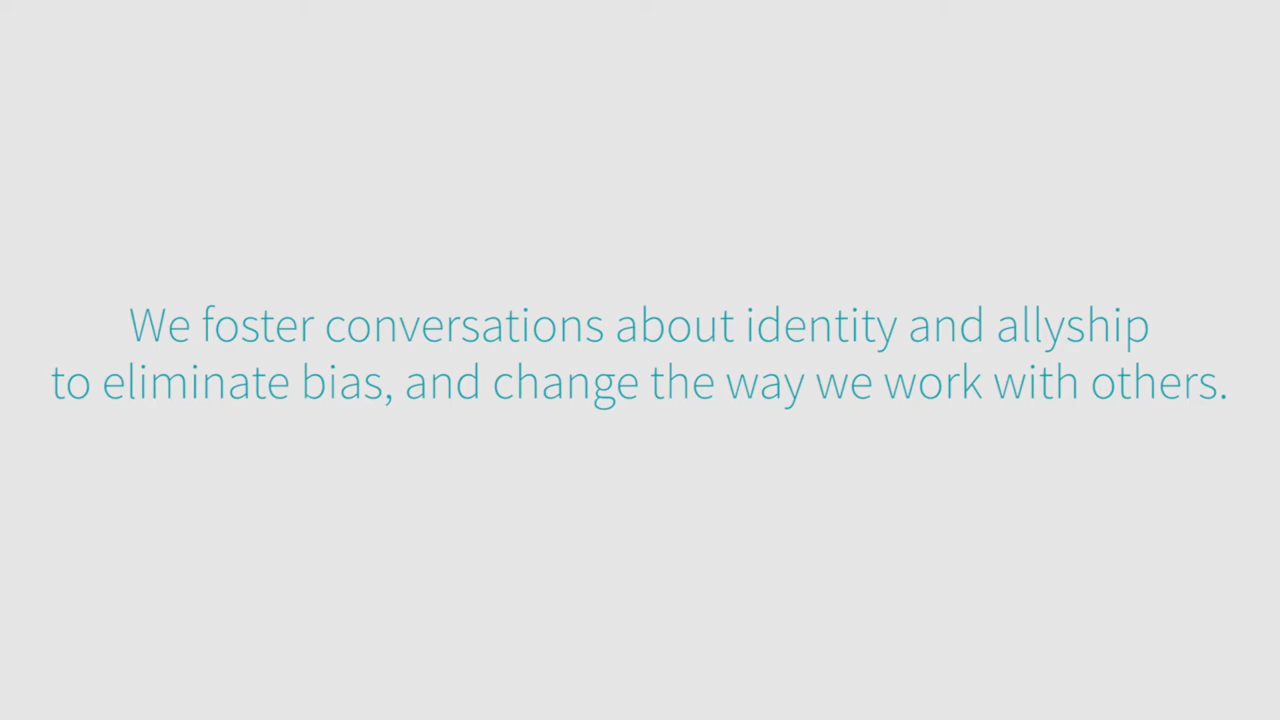 We foster conversations about identity and allyship
to eliminate bias, and change the way we work with others.